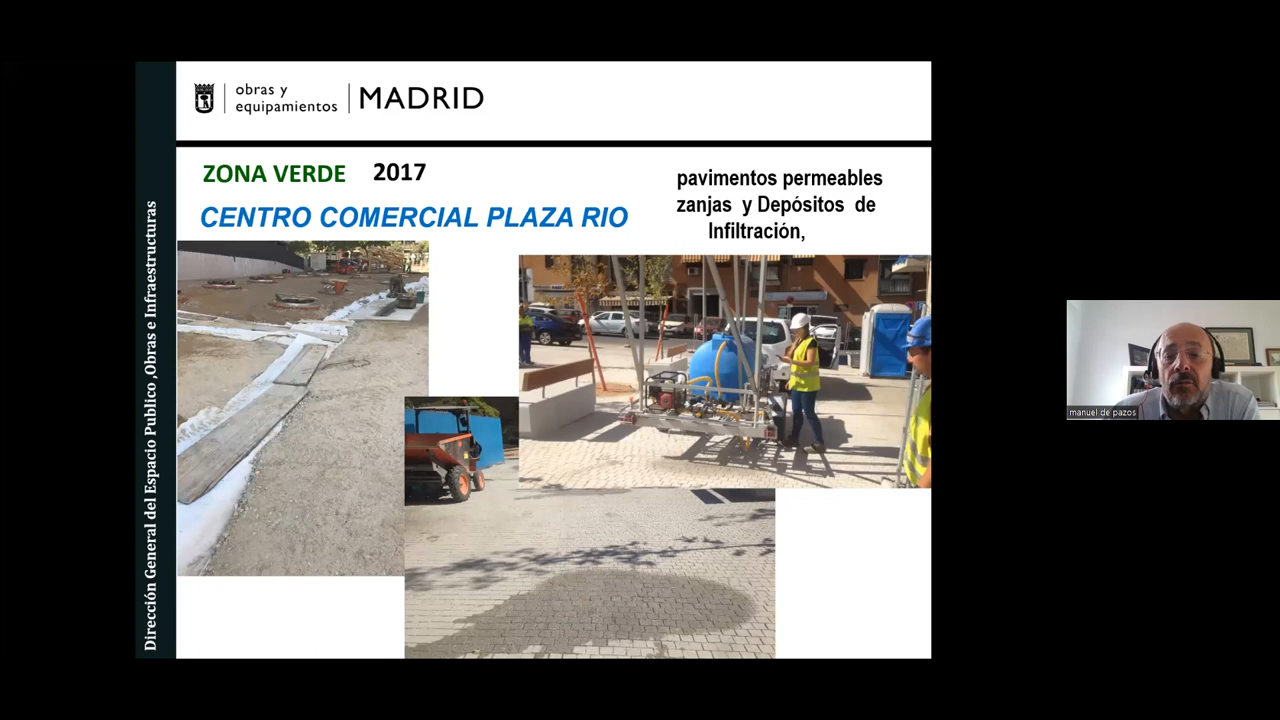 obras y
equipamientos
MADRID
ZONA VERDE 2017
CENTRO COMERCIAL PLAZA RIO
pavimentos permeables
zanjas y Depósitos de
Infiltración,
Dirección General del Espacio Publico ,Obras e Infraestructuras
manuel de pazos